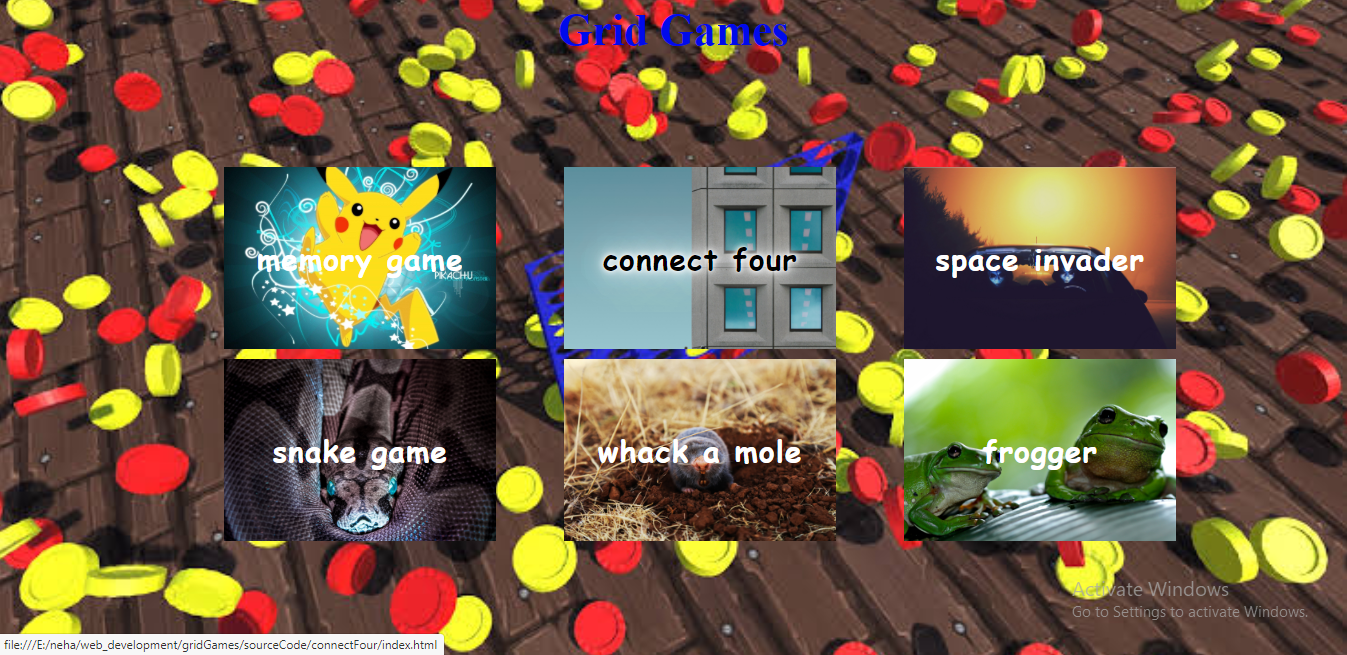 Grid Games
memory game
PIKACHU
connect four
space invader
snake game
whack a mole
frogger
Activate Windows
Go to Settings to activate Windows.
file:///E:/neha/web_development/gridGames/sourceCode/connectFour/index.html